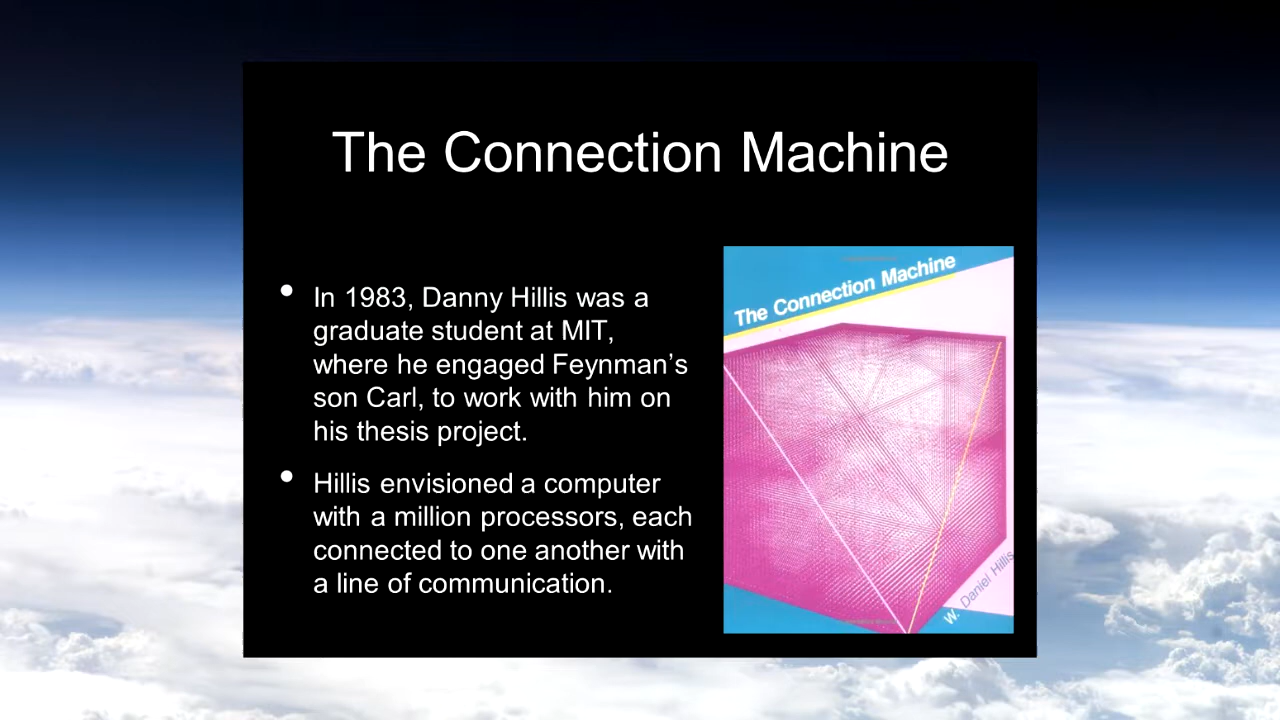 The Connection Machine
• In 1983, Danny Hillis was a
graduate student at MIT,
where he engaged Feynman’s
son Carl, to work with him on
his thesis project.
• Hillis envisioned a computer
with a million processors, each
connected to one another with
a line of communication.
The Connection Machine
W. Daniel Hillis